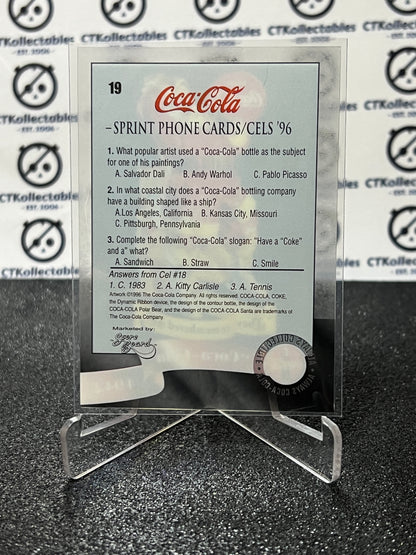 CTKollectables
EST. 2006
19
Coca-Cola
–SPRINT PHONE CARDS/CELS '96
1. What popular artist used a "Coca-Cola" bottle as the subject
for one of his paintings?
A. Salvador Dali B. Andy Warhol C. Pablo Picasso
2. In what coastal city does a "Coca-Cola" bottling company
have a building shaped like a ship?
A.Los Angeles, California B. Kansas City, Missouri
C. Pittsburgh, Pennsylvania
3. Complete the following "Coca-Cola" slogan: "Have a "Coke"
and a" what?
A. Sandwich B. Straw C. Smile
Answers from Cel #18
1. C. 1983 2. A. Kitty Carlisle 3. A. Tennis
Artwork ©1996 The Coca-Cola Company. All rights reserved. COCA-COLA, COKE,
the Dynamic Ribbon device, the design of the contour bottle, the design of the
COCA-COLA Polar Bear, and the design of the COCA-COLA Santa are trademarks of
The Coca-Cola Company.
Marketed by: